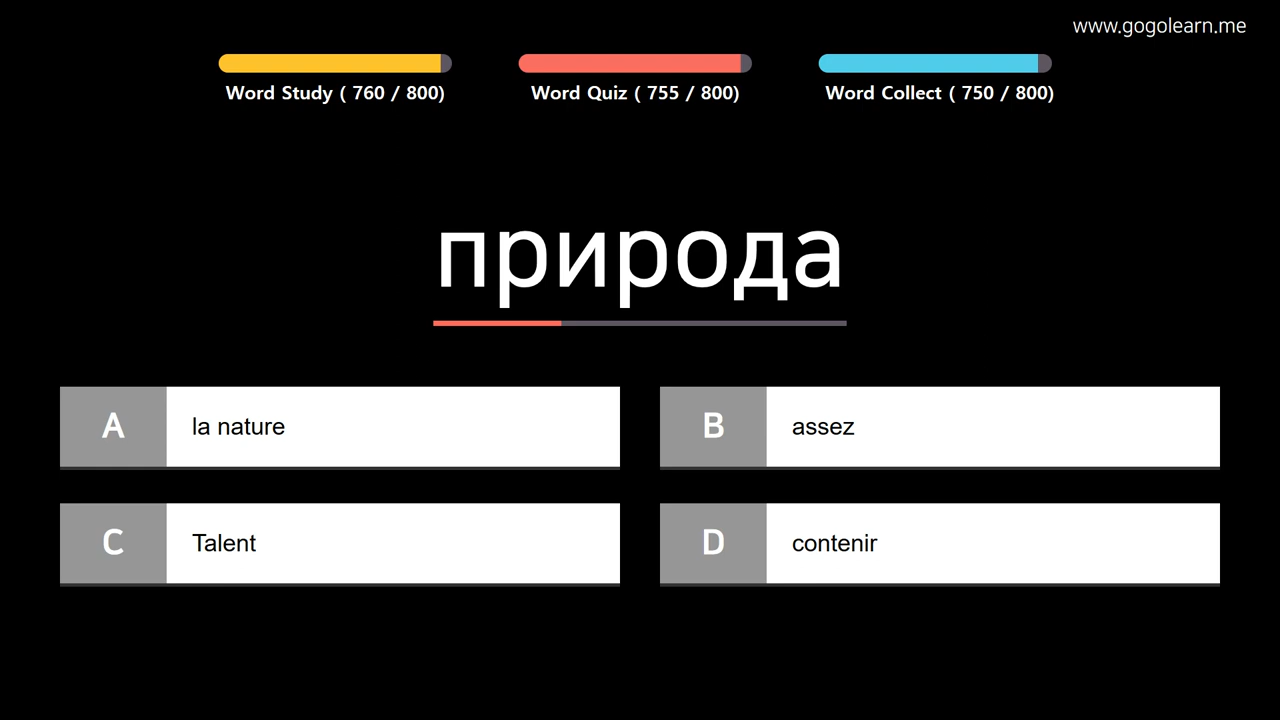 www.gogolearn.me
Word Study ( 760 / 800)
Word Quiz ( 755 / 800)
Word Collect ( 750 / 800)
природа
A
la nature
B
assez
C
Talent
D
contenir